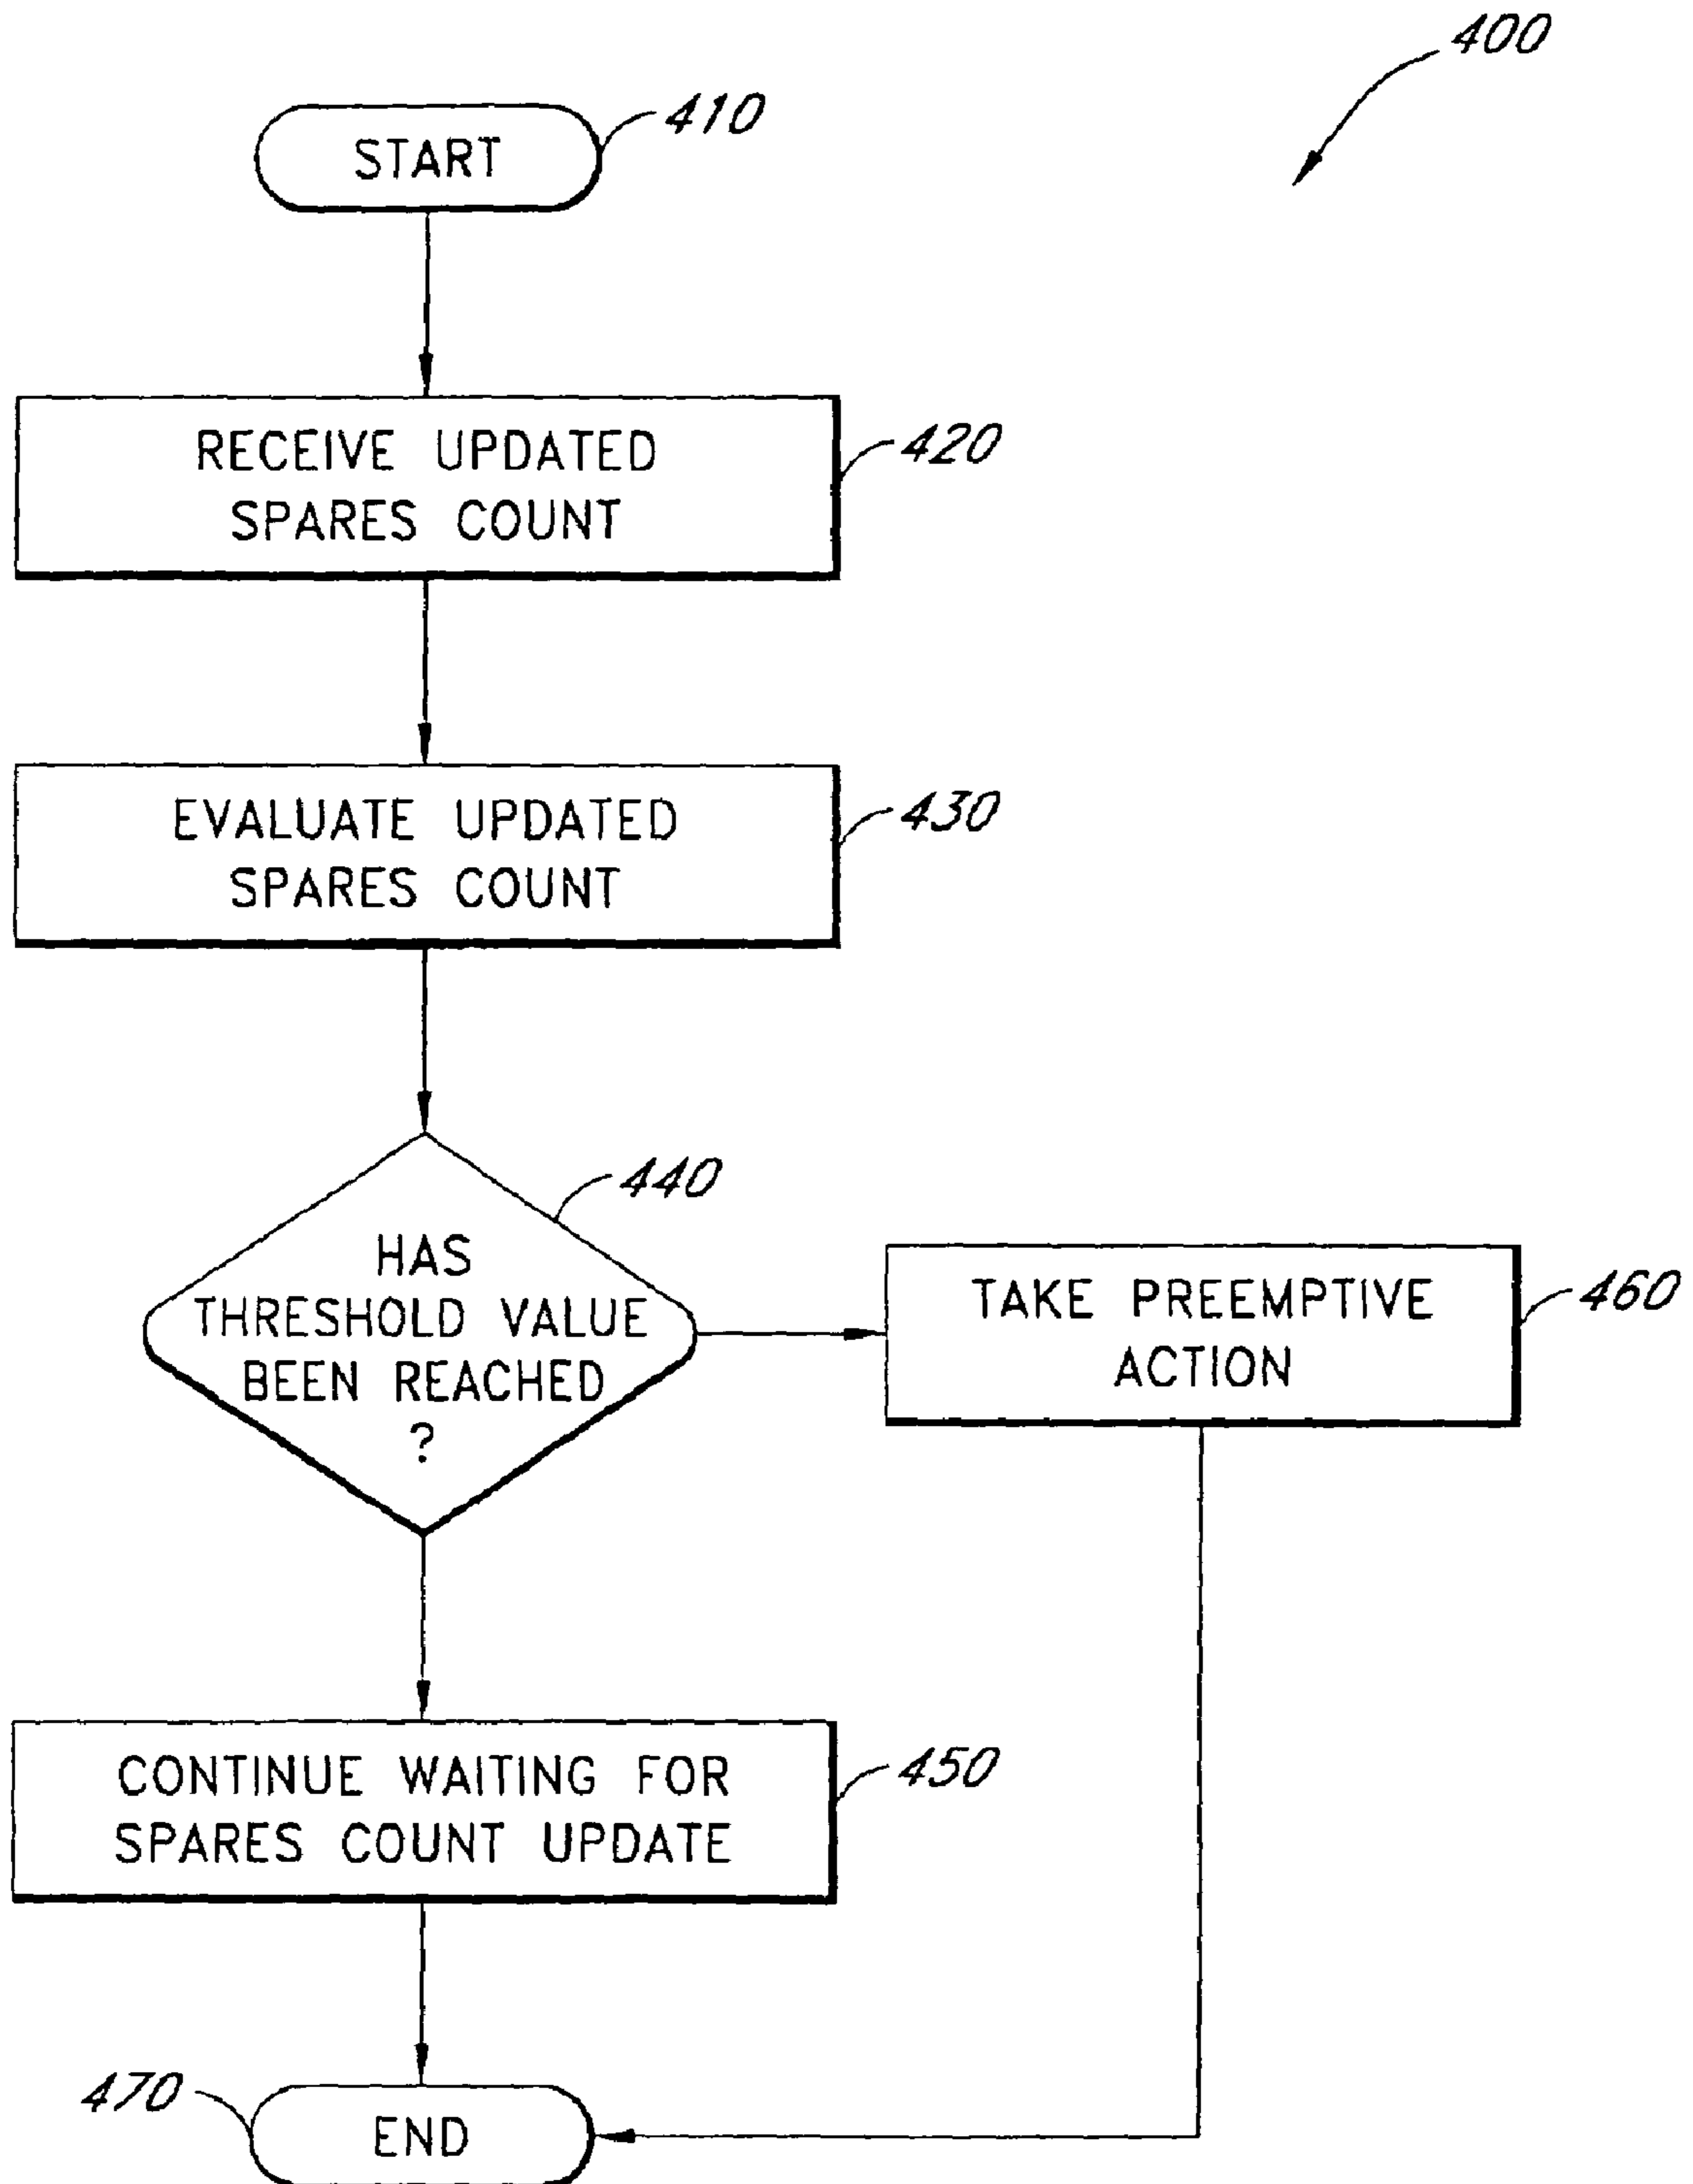 400
START
410
RECEIVE UPDATED
SPARES COUNT
420
EVALUATE UPDATED
SPARES COUNT
430
440
HAS
THRESHOLD VALUE
BEEN REACHED
?
TAKE PREEMPTIVE
ACTION
460
CONTINUE WAITING FOR
SPARES COUNT UPDATE
450
470
END